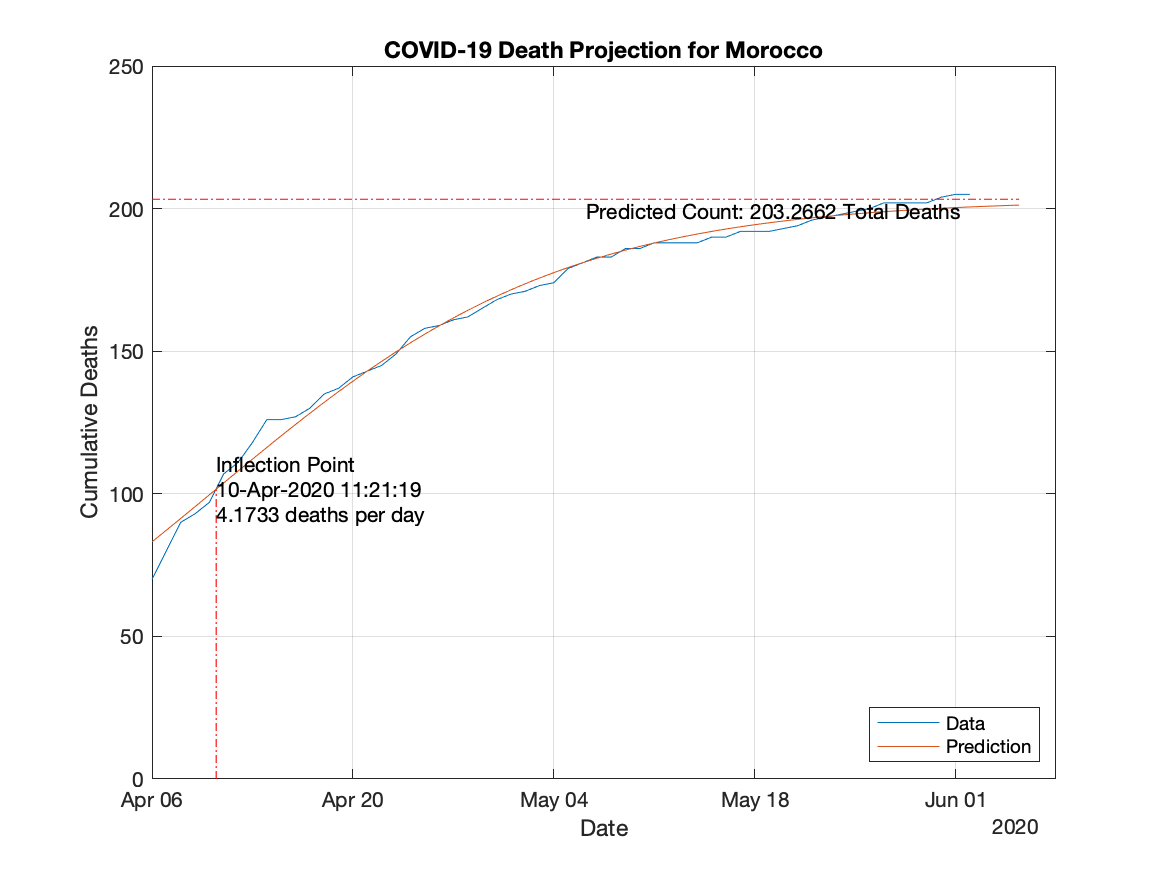 COVID-19 Death Projection for Morocco
250
200
150
100
50
0
Cumulative Deaths
Predicted Count: 203.2662 Total Deaths
Inflection Point
10-Apr-2020 11:21:19
4.1733 deaths per day
Data
Prediction
Apr 06
Apr 20
May 04
May 18
Jun 01
Date
2020